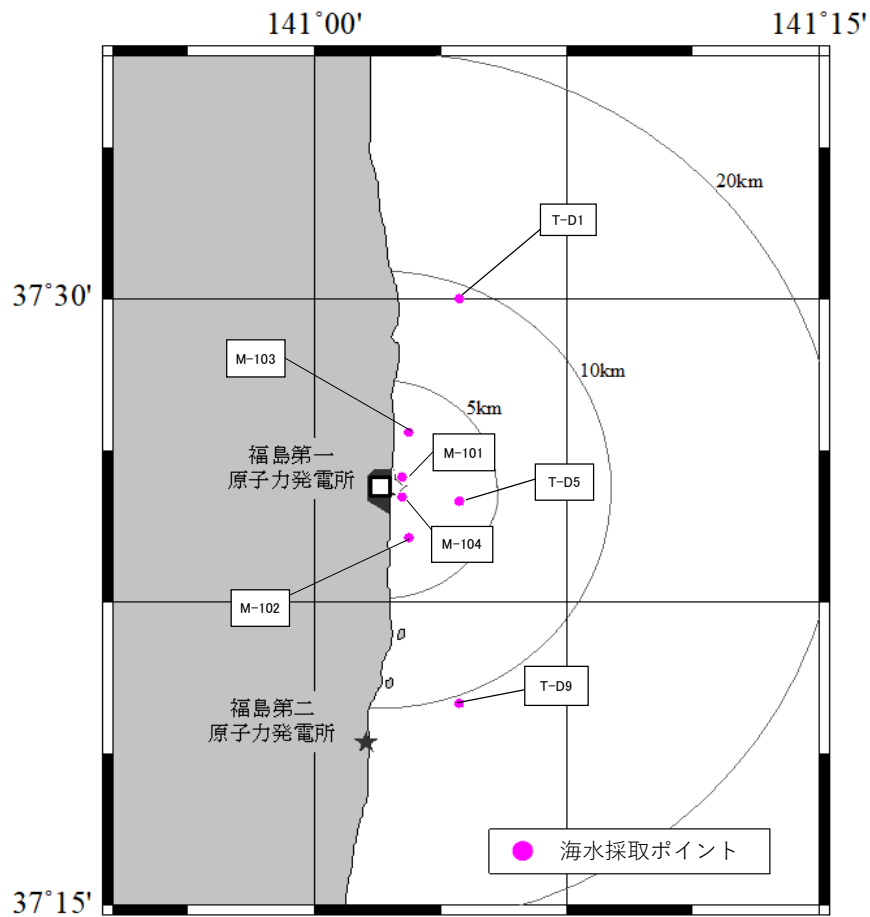 141°00'
141°15'
20km
T-D1
37°30'
M-103
10km
5km
福島第一
原子力発電所
M-101
T-D5
M-104
M-102
T-D9
福島第二
原子力発電所
海水採取ポイント
37°15'